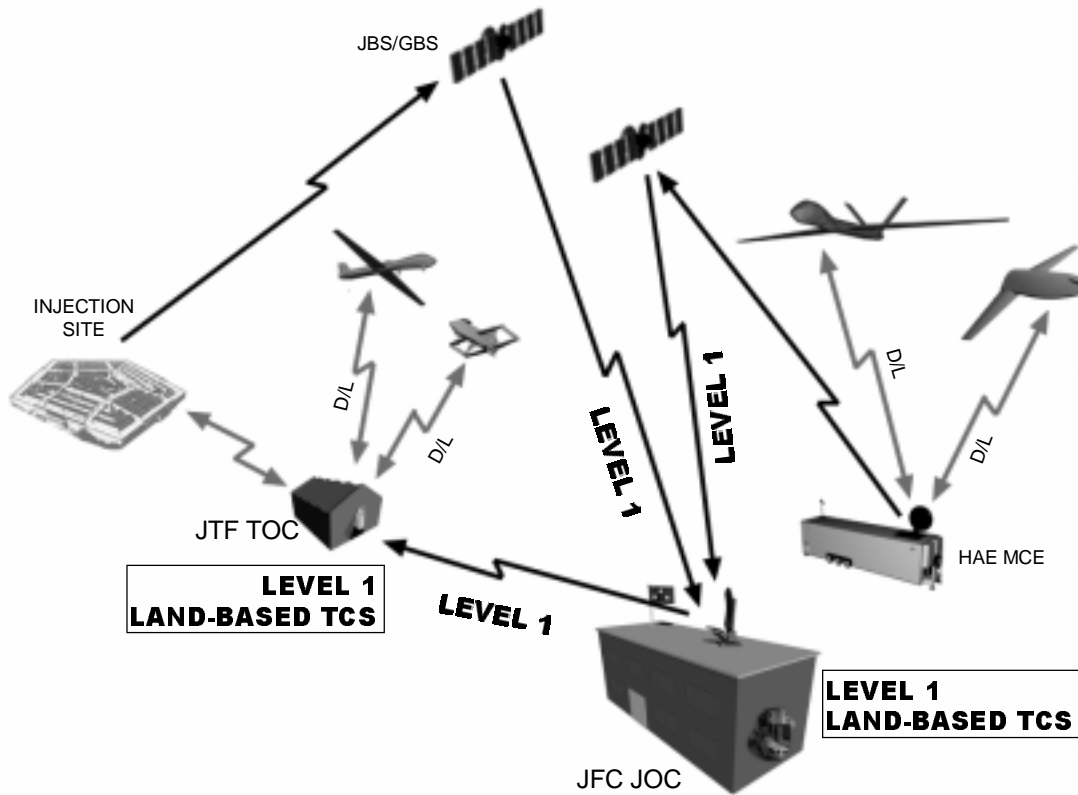 JBS/GBS
INJECTION
SITE
D/L
D/L
LEVEL 1
LEVEL 1
D/L
D/L
JTF TOC
HAE MCE
LEVEL 1
LAND-BASED TCS
LEVEL 1
LEVEL 1
LAND-BASED TCS
JFC JOC